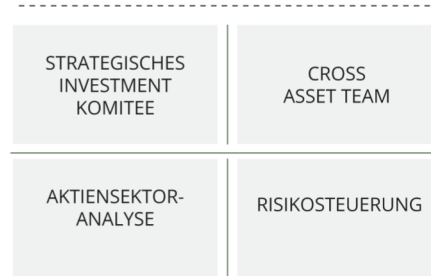 STRATEGISCHES
INVESTMENT
KOMITEE
CROSS
ASSET TEAM
AKTIENSEKTOR-
ANALYSE
RISIKOSTEUERUNG